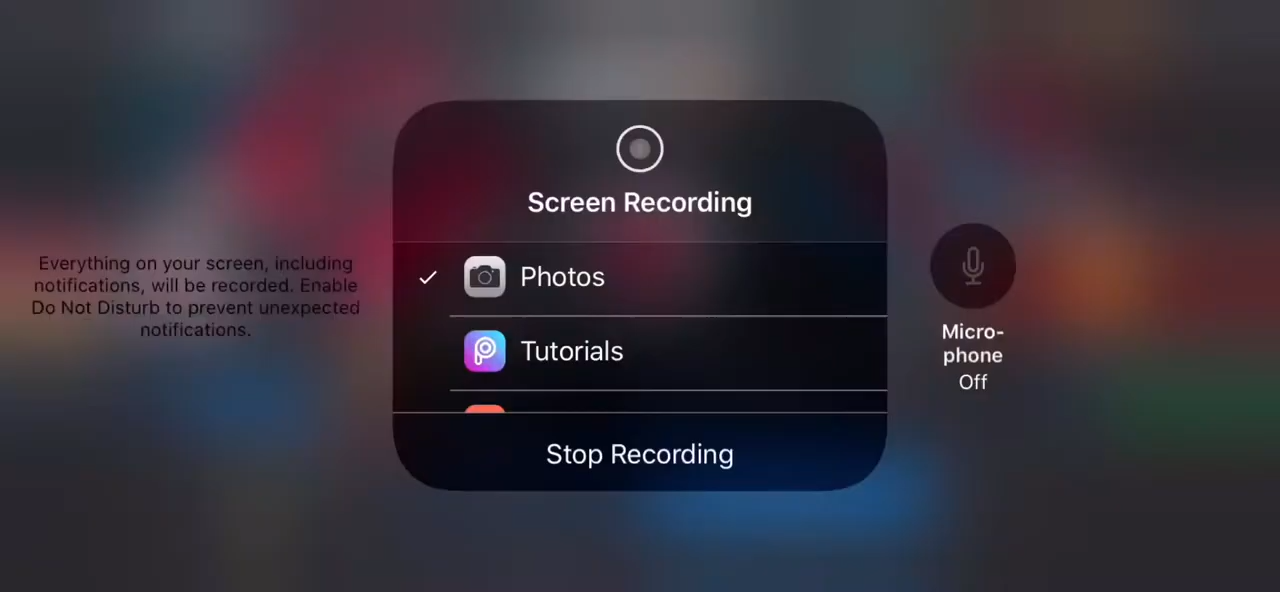 Screen Recording
Everything on your screen, including
notifications, will be recorded. Enable
Do Not Disturb to prevent unexpected
notifications.
Photos
Tutorials
Stop Recording
Micro-
phone
Off